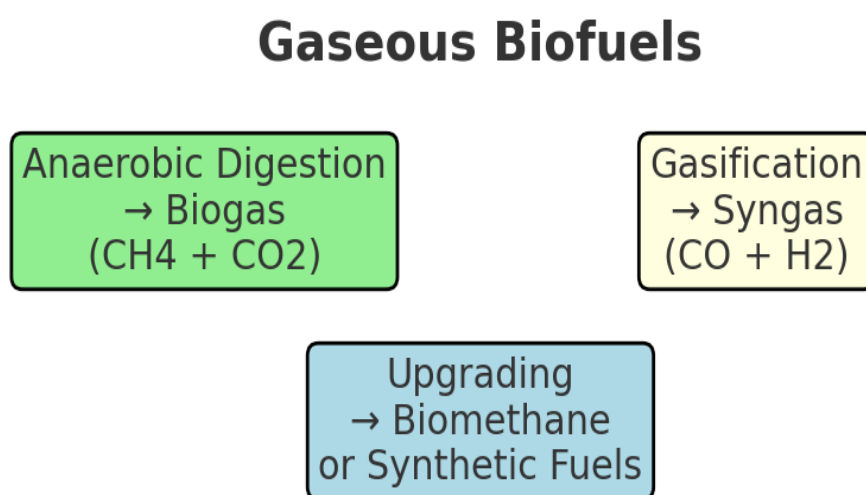 Gaseous Biofuels
Anaerobic Digestion
→ Biogas
(CH4 + CO2)
Gasification
→ Syngas
(CO + H2)
Upgrading
→ Biomethane
or Synthetic Fuels